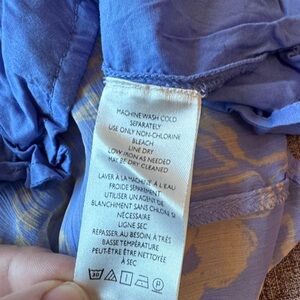 MACHINE WASH COLD
SEPARATELY
USE ONLY NON-CHLORINE
BLEACH
LINE DRY
LOW IRON AS NEEDED
MAY BE DRY CLEANED
LAVER À LA MACHINE À L'EAU
FROIDE SÉPARÉMENT
UTILISER UN AGENT DE
BLANCHIMENT SANS CHLORE SI
NÉCESSAIRE
LIGNE SEC
REPASSER, AU BESOIN, À TRÈS
BASSE TEMPÉRATURE
PEUT-ÊTRE NETTOYÉE
À SEC